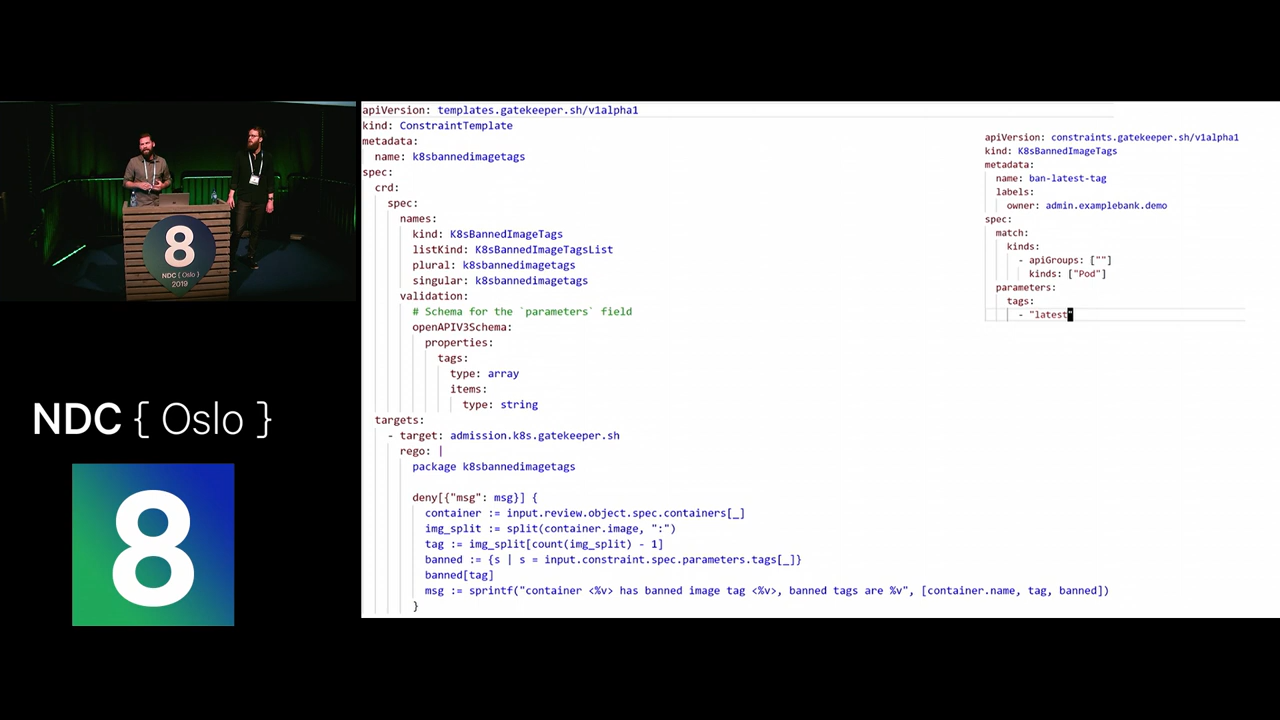 8
NDC { Oslo }
2019
NDC { Oslo }
8
apiVersion: templates.gatekeeper.sh/v1alpha1
kind: ConstraintTemplate
metadata:
  name: k8sbannedimagetags
spec:
  crd:
    spec:
      names:
        kind: K8sBannedImageTags
        listKind: K8sBannedImageTagsList
        plural: k8sbannedimagetags
        singular: k8sbannedimagetags
      validation:
        # Schema for the `parameters` field
        openAPIV3Schema:
          properties:
            tags:
              type: array
              items:
                type: string
  targets:
    - target: admission.k8s.gatekeeper.sh
      rego: |
        package k8sbannedimagetags
        deny[{"msg": msg}] {
          container := input.review.object.spec.containers[_]
          img_split := split(container.image, ":")
          tag := img_split[count(img_split) - 1]
          banned := {s | s = input.constraint.spec.parameters.tags[_]}
          banned[tag]
          msg := sprintf("container <%v> has banned image tag <%v>, banned tags are %v", [container.name, tag, banned])
        }
apiVersion: constraints.gatekeeper.sh/v1alpha1
kind: K8sBannedImageTags
metadata:
  name: ban-latest-tag
  labels:
    owner: admin.examplebank.demo
spec:
  match:
    kinds:
      - apiGroups: [""]
        kinds: ["Pod"]
  parameters:
    tags:
      - "latest"